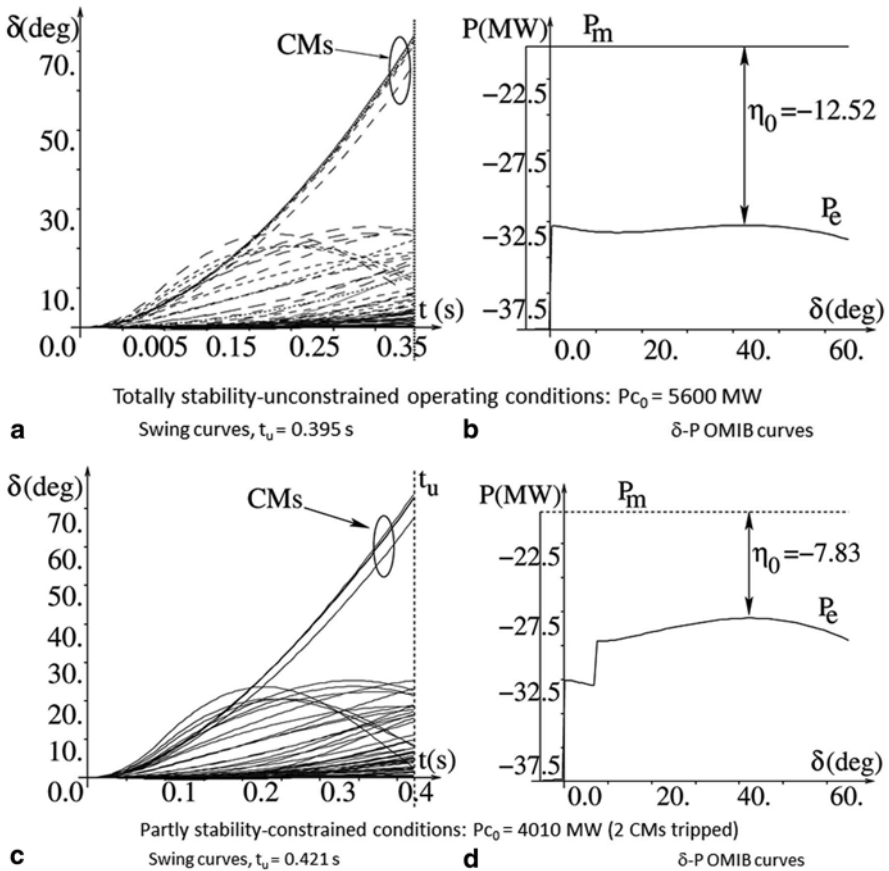 δ(deg)
70.
50.
30.
10.
0.0
0.005
0.15
0.25
0.35
t (s)
CMs
P(MW)
Pm
−22.5
−27.5
−32.5
−37.5
η0 =−12.52
Pe
δ(deg)
0.0
20.
40.
60.
Totally stability-unconstrained operating conditions: Pc0 = 5600 MW
a
Swing curves, tu = 0.395 s
b
δ-P OMIB curves
δ(deg)
70.
60.
50.
40.
30.
20.
10.
0.0
0.1
0.2
0.3
0.4
t(s)
tu
CMs
P(MW)
Pm
−22.5
−27.5
−32.5
−37.5
η0 =−7.83
Pe
δ(deg)
0.0
20.
40.
60.
Partly stability-constrained conditions: Pc0 = 4010 MW (2 CMs tripped)
c
Swing curves, tu = 0.421 s
d
δ-P OMIB curves